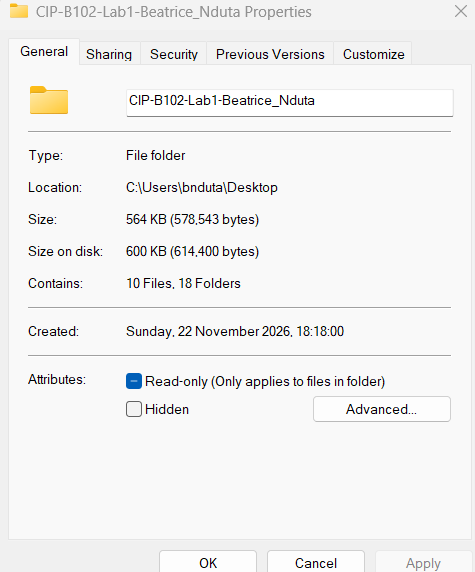 CIP-B102-Lab1-Beatrice_Nduta Properties
General Sharing Security Previous Versions Customize
CIP-B102-Lab1-Beatrice_Nduta
Type: File folder
Location: C:\Users\bnduta\Desktop
Size: 564 KB (578,543 bytes)
Size on disk: 600 KB (614,400 bytes)
Contains: 10 Files, 18 Folders
Created: Sunday, 22 November 2026, 18:18:00
Attributes: Read-only (Only applies to files in folder)
Hidden Advanced...
OK Cancel Apply